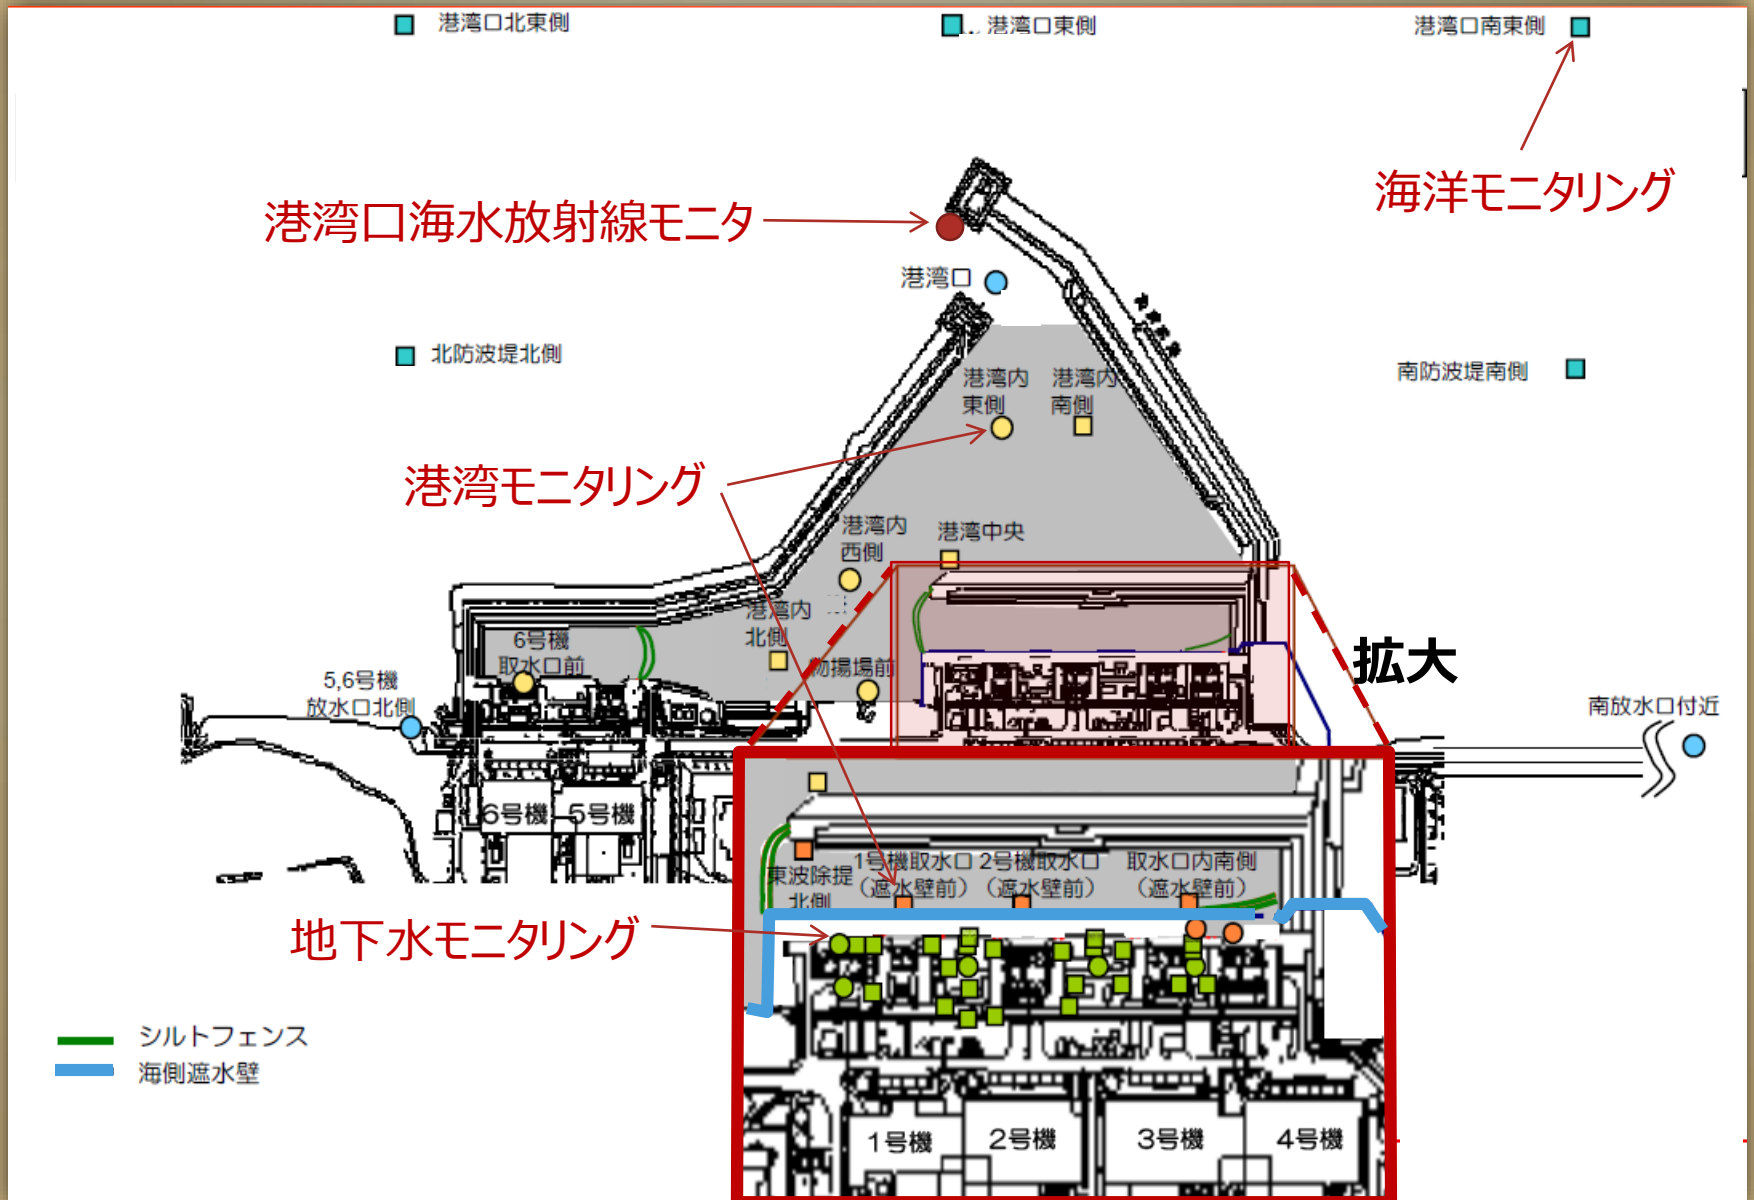 港湾口北東側
港湾口東側
港湾口南東側
海洋モニタリング
港湾口海水放射線モニタ
港湾口
北防波堤北側
南防波堤南側
港湾内
東側
港湾内
南側
港湾モニタリング
港湾内
西側
港湾中央
港湾内
北側
物揚場前
6号機
取水口前
5,6号機
放水口北側
拡大
南放水口付近
6号機
5号機
東波除堤
北側
1号機取水口
(遮水壁前)
2号機取水口
(遮水壁前)
取水口内南側
(遮水壁前)
地下水モニタリング
シルトフェンス
海側遮水壁
1号機
2号機
3号機
4号機